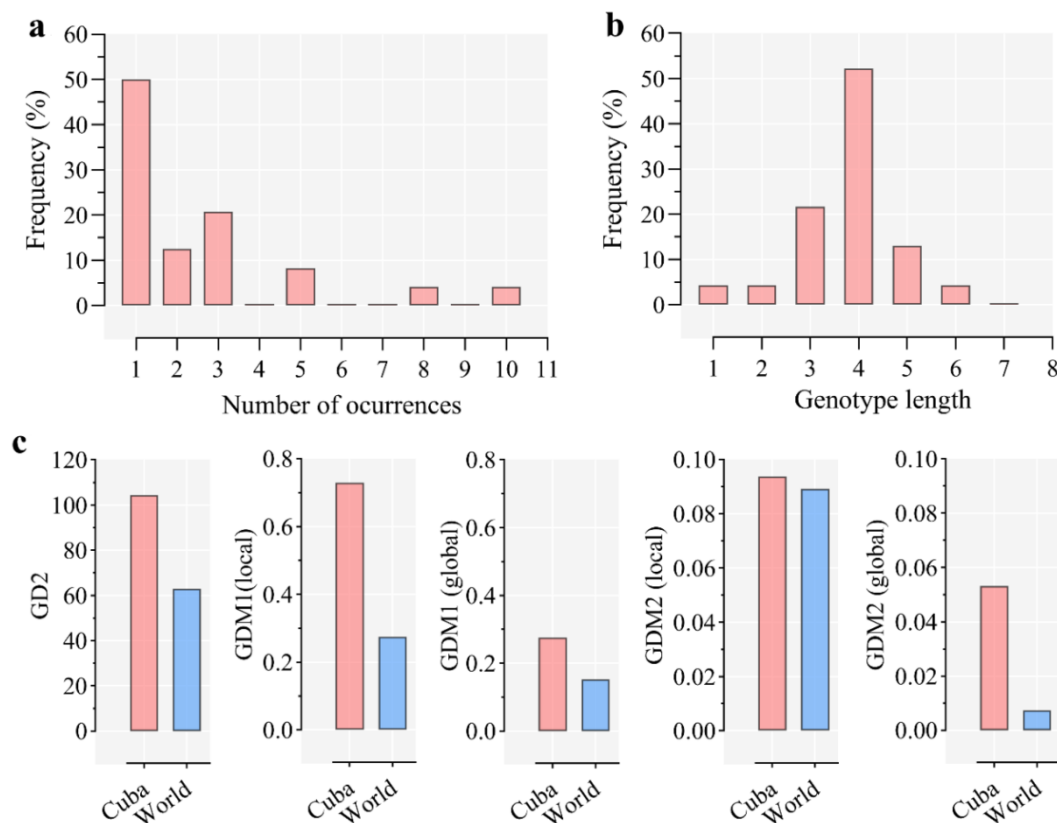 a
60
50
40
30
20
10
0
Frequency (%)
1 2 3 4 5 6 7 8 9 10 11
Number of ocurrences
b
60
50
40
30
20
10
0
Frequency (%)
1 2 3 4 5 6 7 8
Genotype length
c
120
100
80
60
40
20
0
GD2
Cuba World
0.8
0.6
0.4
0.2
0.0
GDM1(local)
Cuba World
0.8
0.6
0.4
0.2
0.0
GDM1 (global)
Cuba World
0.10
0.08
0.06
0.04
0.02
0.00
GDM2 (local)
Cuba World
0.10
0.08
0.06
0.04
0.02
0.00
GDM2 (global)
Cuba World